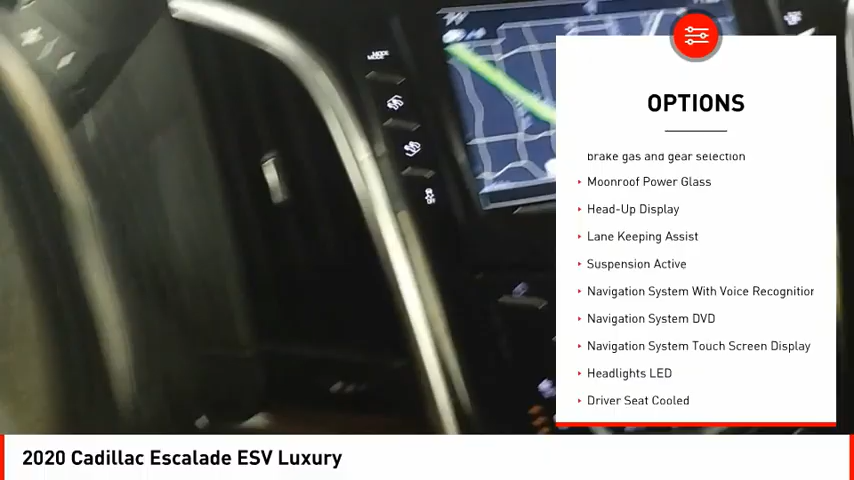 MODE
OPTIONS
brake gas and gear selection
Moonroof Power Glass
Head-Up Display
Lane Keeping Assist
Suspension Active
Navigation System With Voice Recognition
Navigation System DVD
Navigation System Touch Screen Display
Headlights LED
Driver Seat Cooled
2020 Cadillac Escalade ESV Luxury